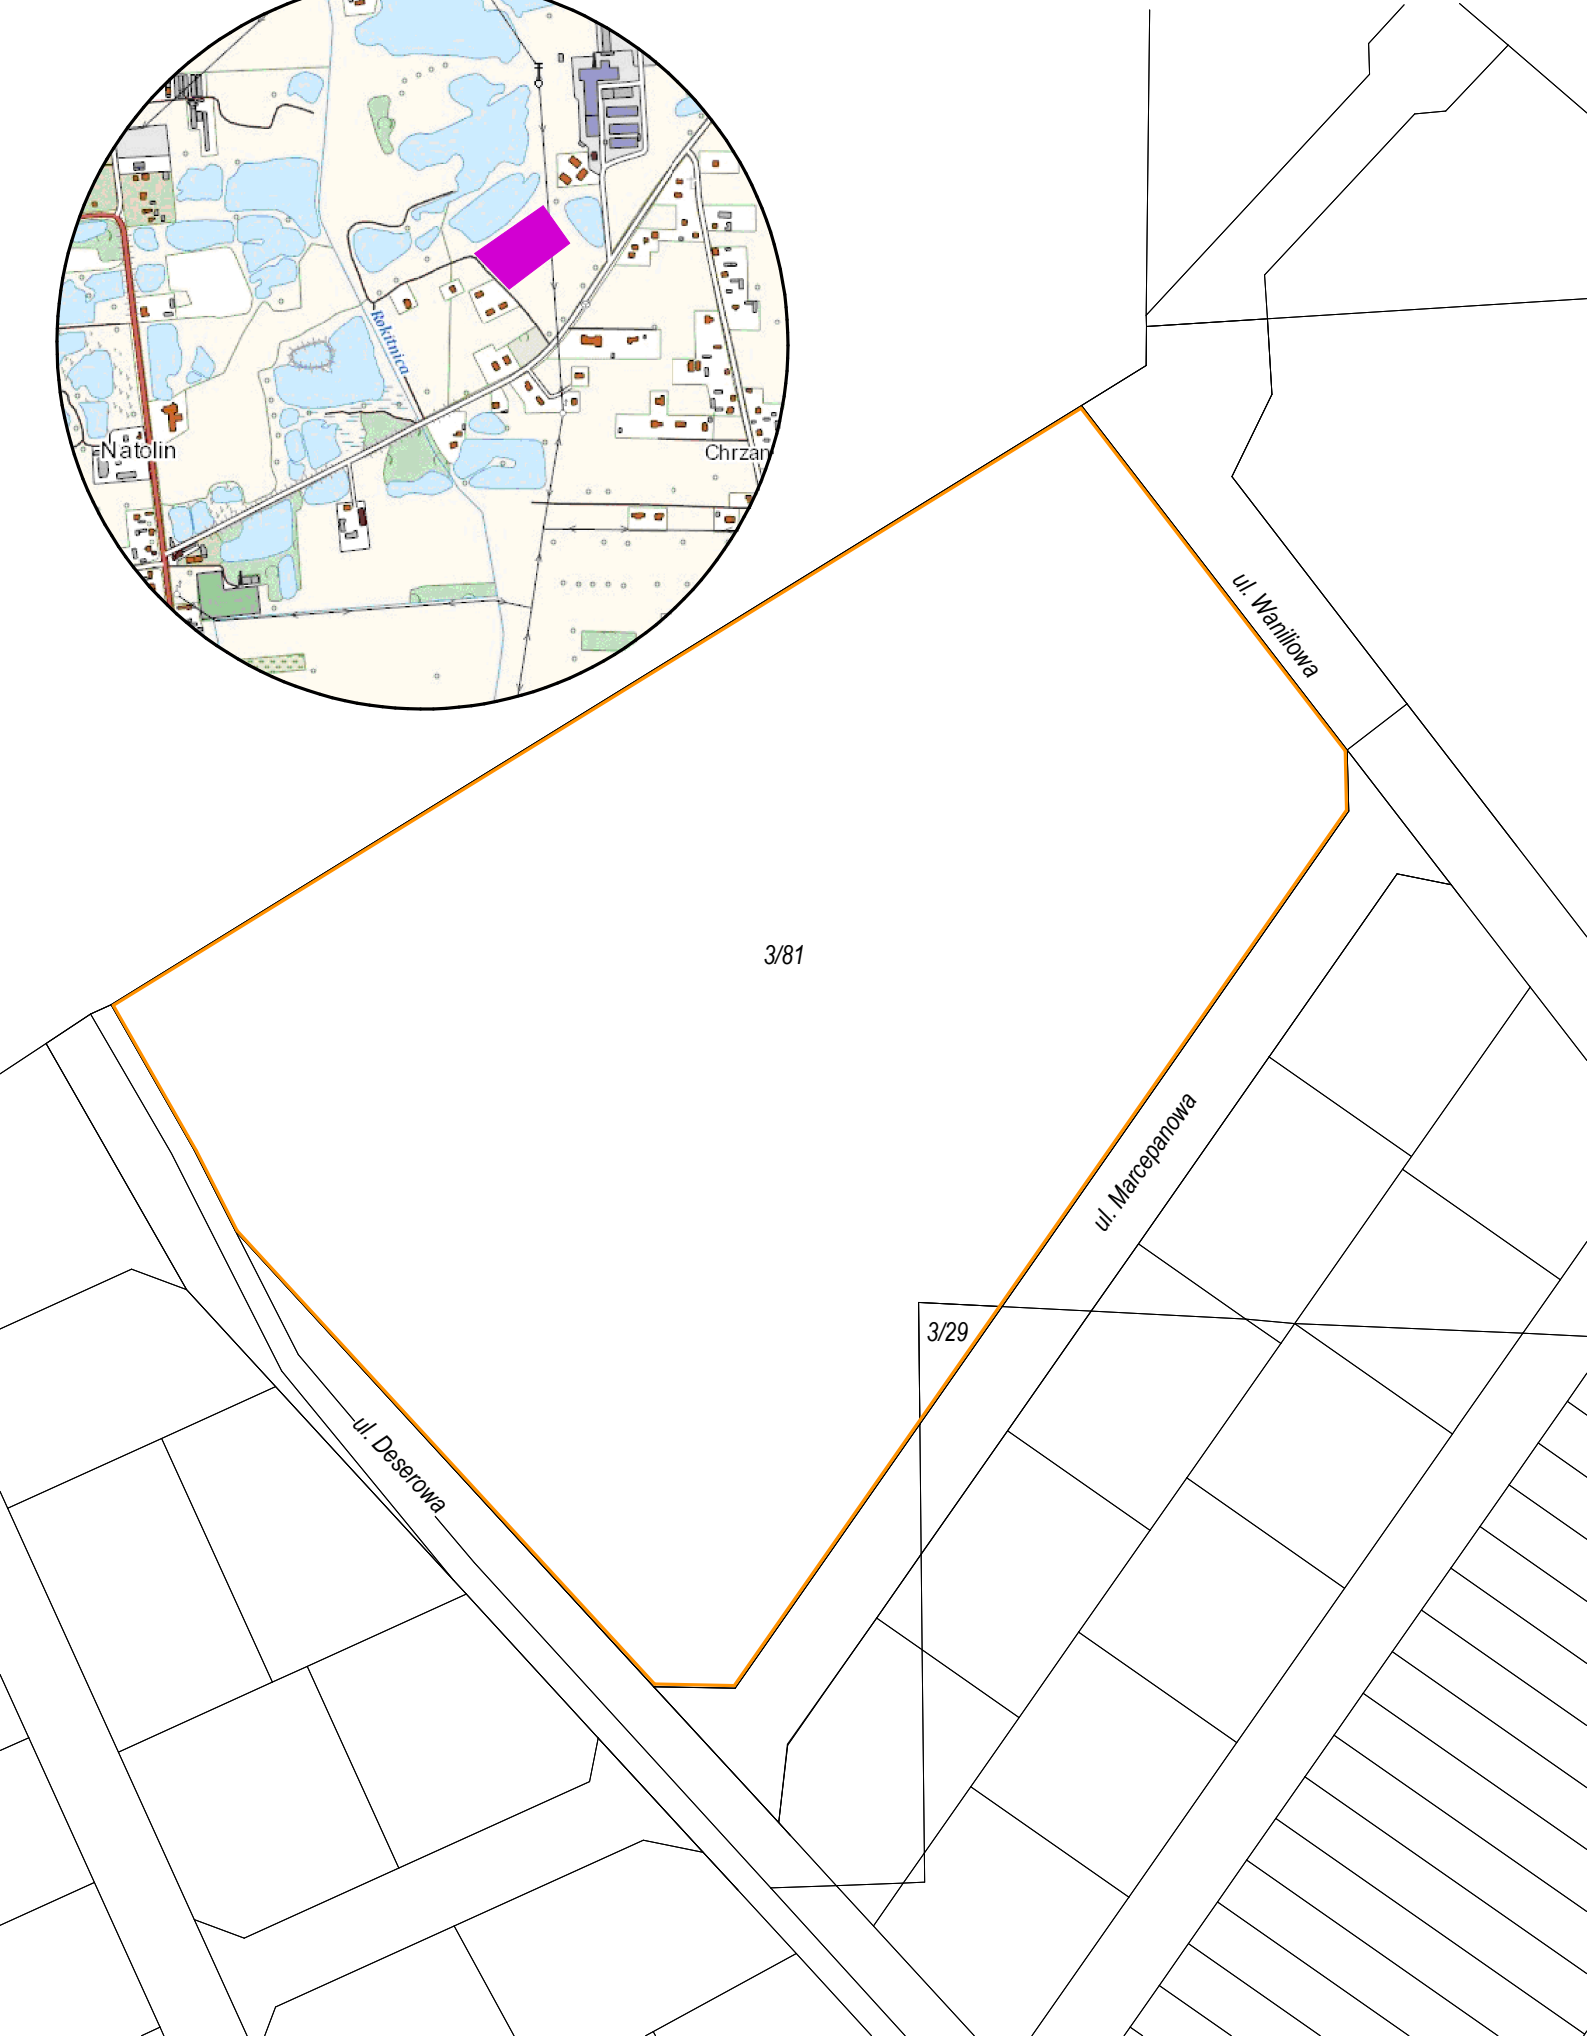 Rokitnica
Natolin
Chrzan
ul. Waniliowa
3/81
ul. Marcepanowa
3/29
ul. Deserowa